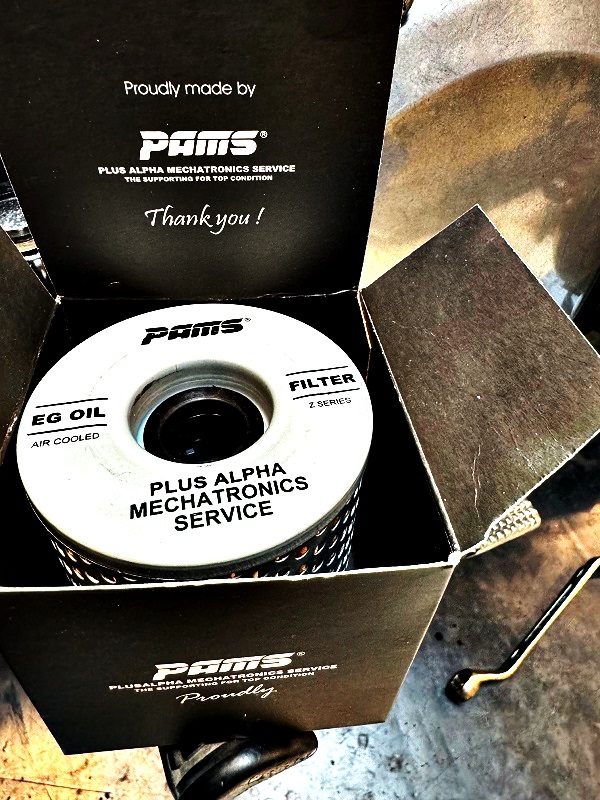 Proudly made by
PAMS®
PLUS ALPHA MECHATRONICS SERVICE
THE SUPPORTING FOR TOP CONDITION
Thank you !
PAMS®
EG OIL
AIR COOLED
FILTER
Z SERIES
PLUS ALPHA
MECHATRONICS
SERVICE
PAMS®
PLUSALPHA MECHATRONICS SERVICE
THE SUPPORTING FOR TOP CONDITION
Proudly.